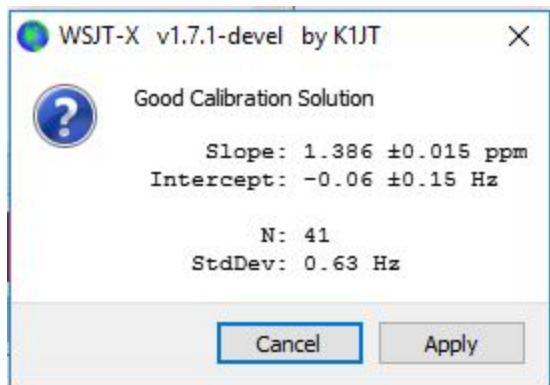 WSJT-X v1.7.1-devel by K1JT
Good Calibration Solution
Slope: 1.386 ±0.015 ppm
Intercept: -0.06 ±0.15 Hz
N: 41
StdDev: 0.63 Hz
Cancel Apply